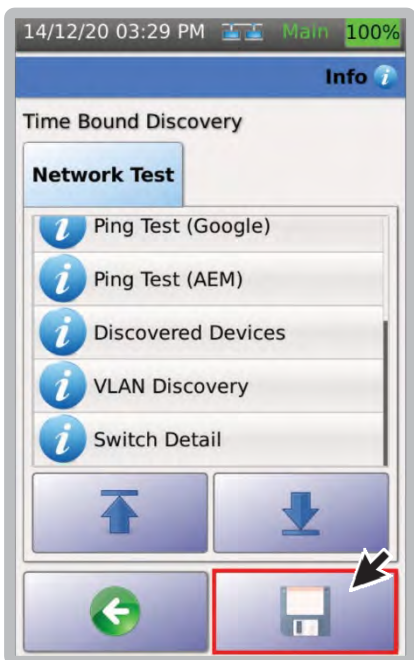 14/12/20 03:29 PM Main 100%
Info
Time Bound Discovery
Network Test
Ping Test (Google)
Ping Test (AEM)
Discovered Devices
VLAN Discovery
Switch Detail